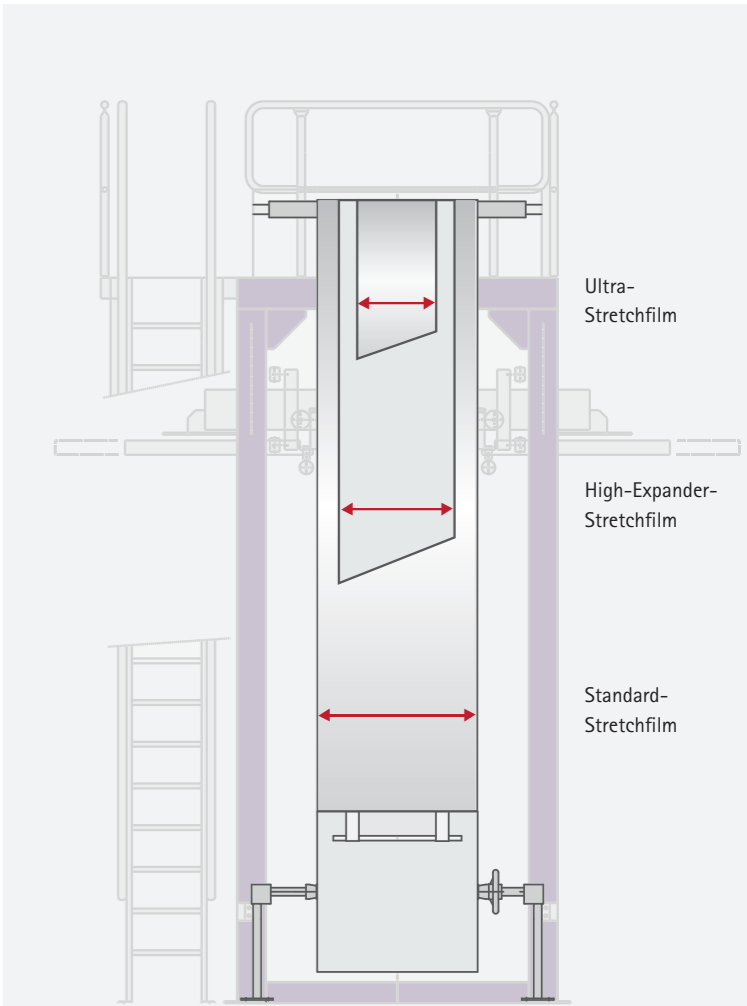 Ultra-
Stretchfilm
High-Expander-
Stretchfilm
Standard-
Stretchfilm